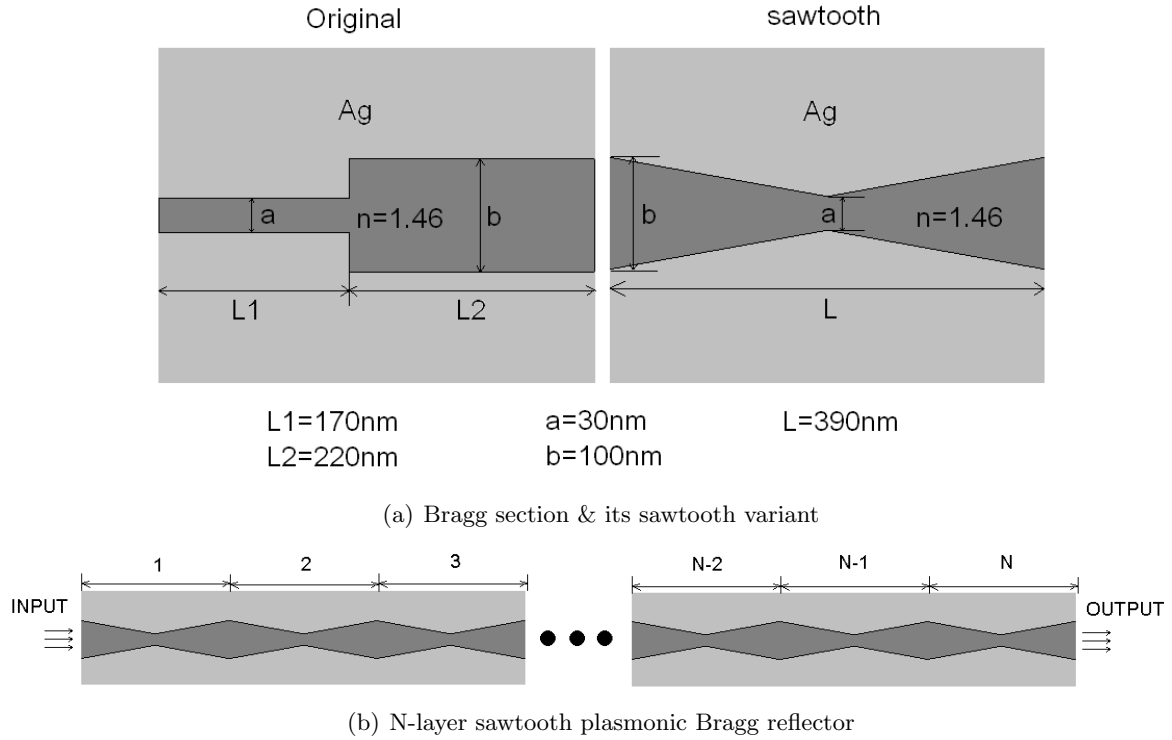 Original sawtooth
Ag Ag
a n=1.46 b b a n=1.46
L1 L2 L
L1=170nm a=30nm L=390nm
L2=220nm b=100nm
(a) Bragg section & its sawtooth variant
1 2 3 N-2 N-1 N
INPUT OUTPUT
(b) N-layer sawtooth plasmonic Bragg reflector